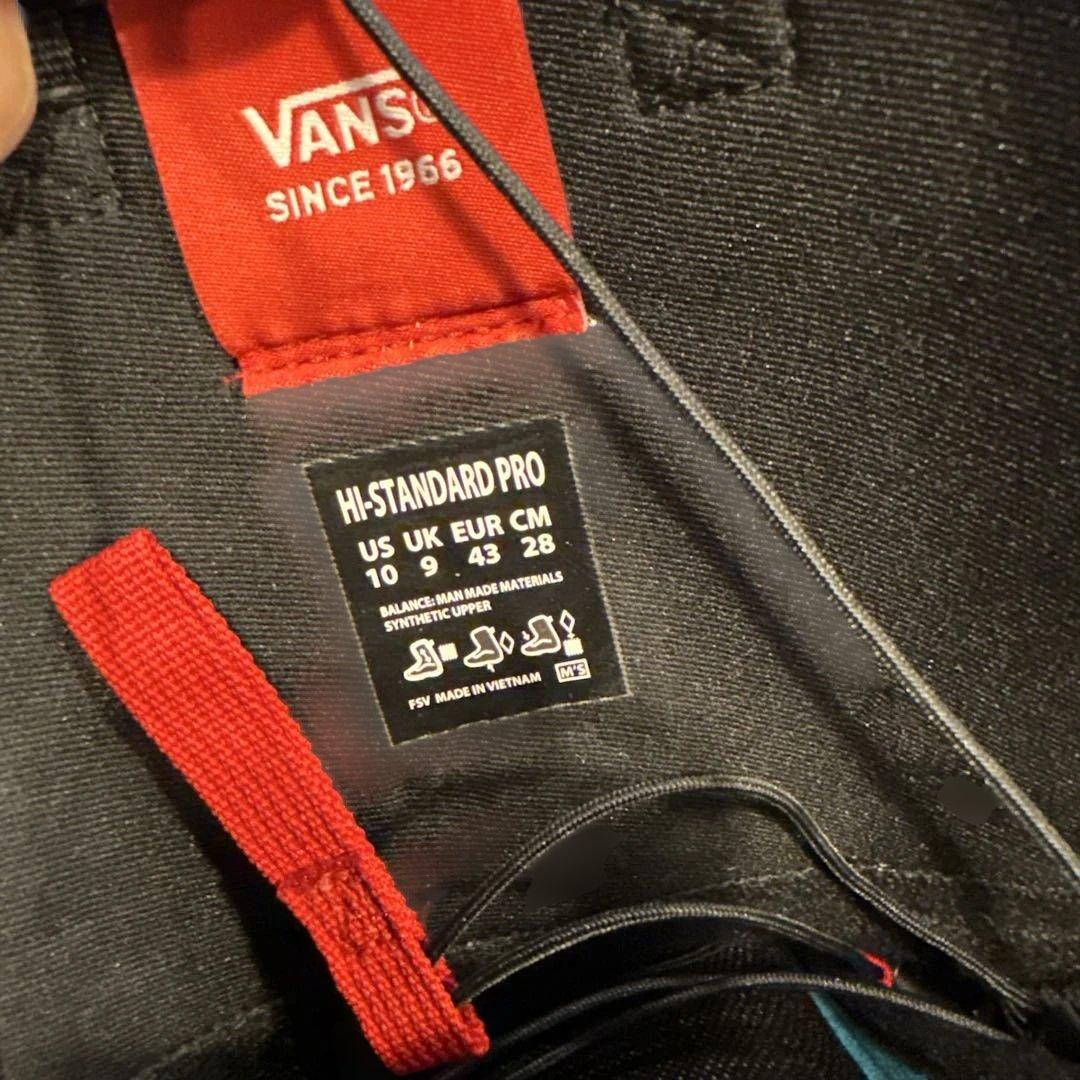 VANS®
SINCE 1966
HI-STANDARD PRO
US UK EUR CM
10 9 43 28
BALANCE: MAN MADE MATERIALS
SYNTHETIC UPPER
FSV MADE IN VIETNAM M'S